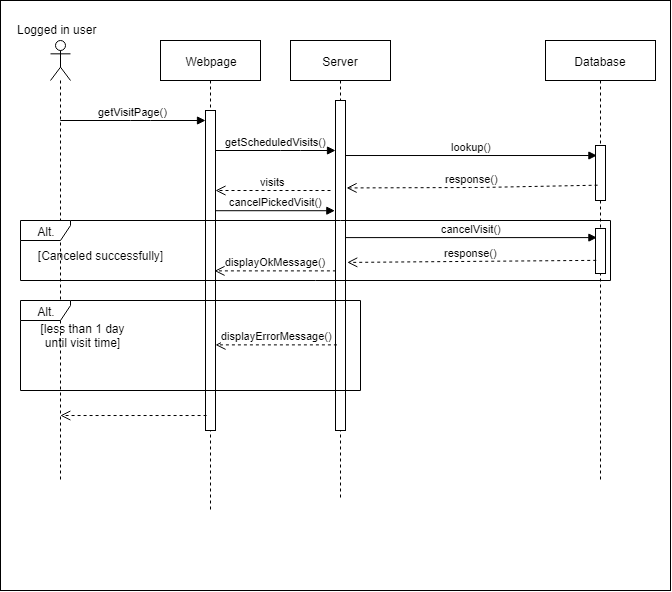 Logged in user
Webpage
Server
Database
getVisitPage()
getScheduledVisits()
lookup()
visits
response()
cancelPickedVisit()
Alt.
cancelVisit()
[Canceled successfully]
response()
displayOkMessage()
Alt.
[less than 1 day
until visit time]
displayErrorMessage()